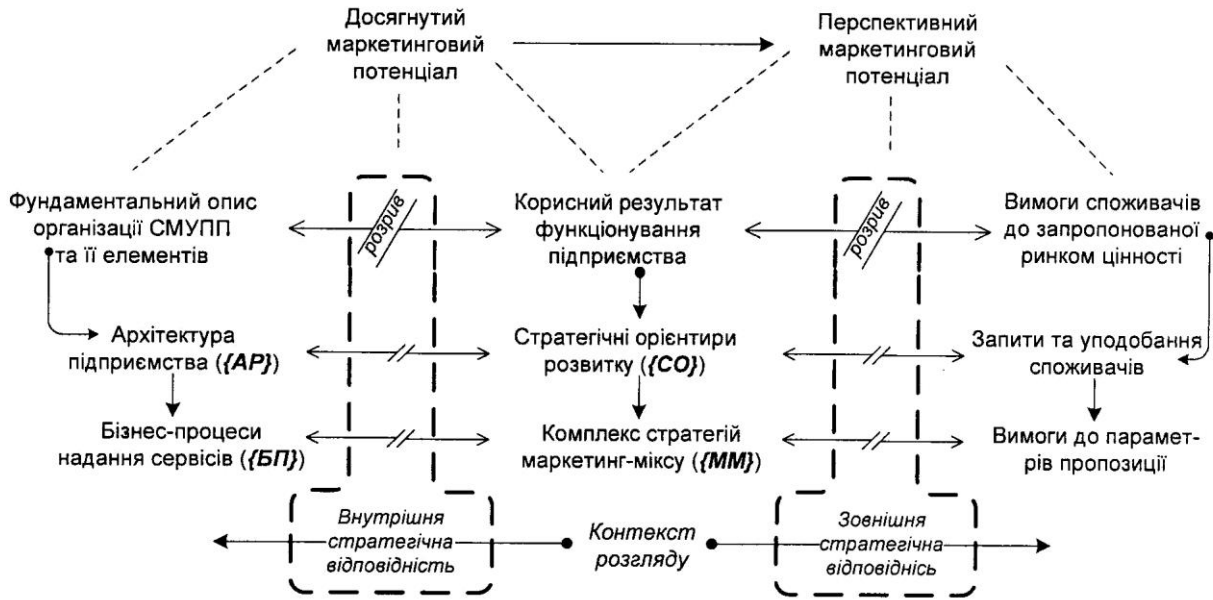 Досягнутий
маркетинговий
потенціал
Перспективний
маркетинговий
потенціал
Фундаментальний опис
організації СМУПП
та її елементів
розрив
Корисний результат
функціонування
підприємства
розрив
Вимоги споживачів
до запропонованої
ринком цінності
Архітектура
підприємства ({АР})
Стратегічні орієнтири
розвитку ({СО})
Запити та уподобання
споживачів
Бізнес-процеси
надання сервісів ({БП})
Комплекс стратегій
маркетинг-міксу ({ММ})
Вимоги до парамет-
рів пропозиції
Внутрішня
стратегічна
відповідність
Контекст
розгляду
Зовнішня
стратегічна
відповіднісь